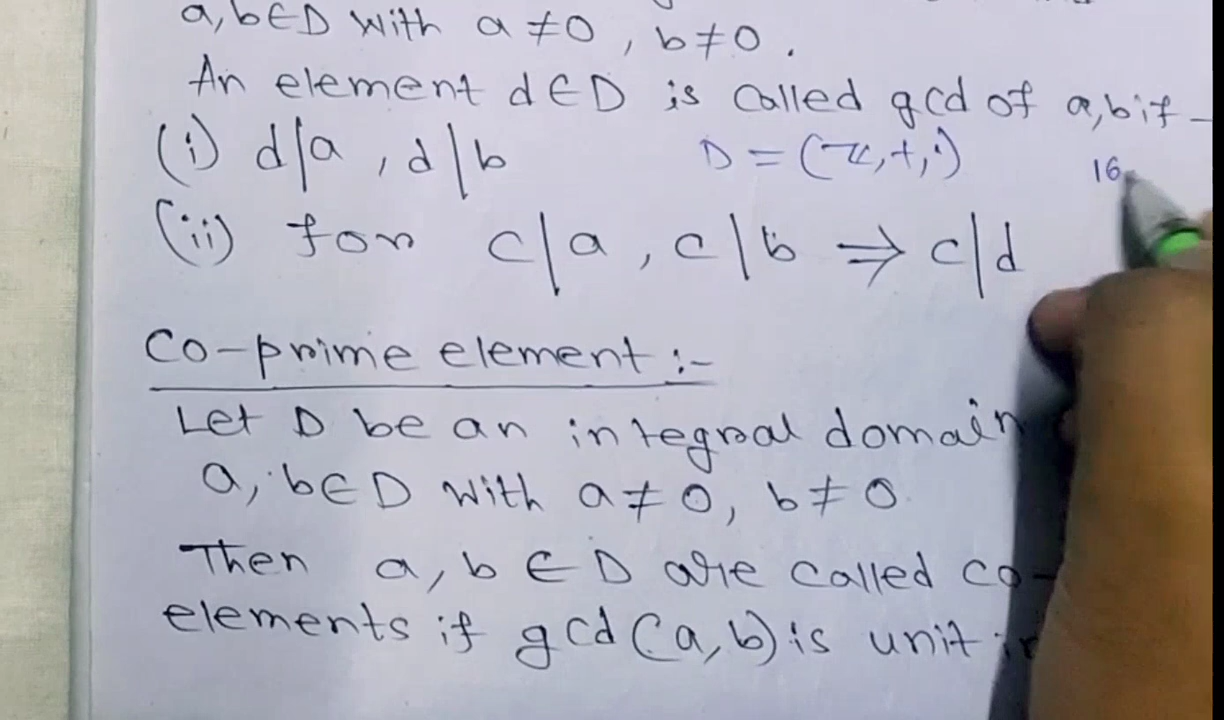 a, b∈D with a ≠0 , b≠0 .
An element d∈D is called gcd of a,b if –
(i) d/a , d/b D = (Z,+,·) 16
(ii) for c/a , c/b ⇒ c/d
Co-prime element :-
Let D be an integral domain
a, b∈D with a ≠ 0, b ≠ 0
Then a, b ∈ D are called co-
elements if gcd (a, b) is unit in